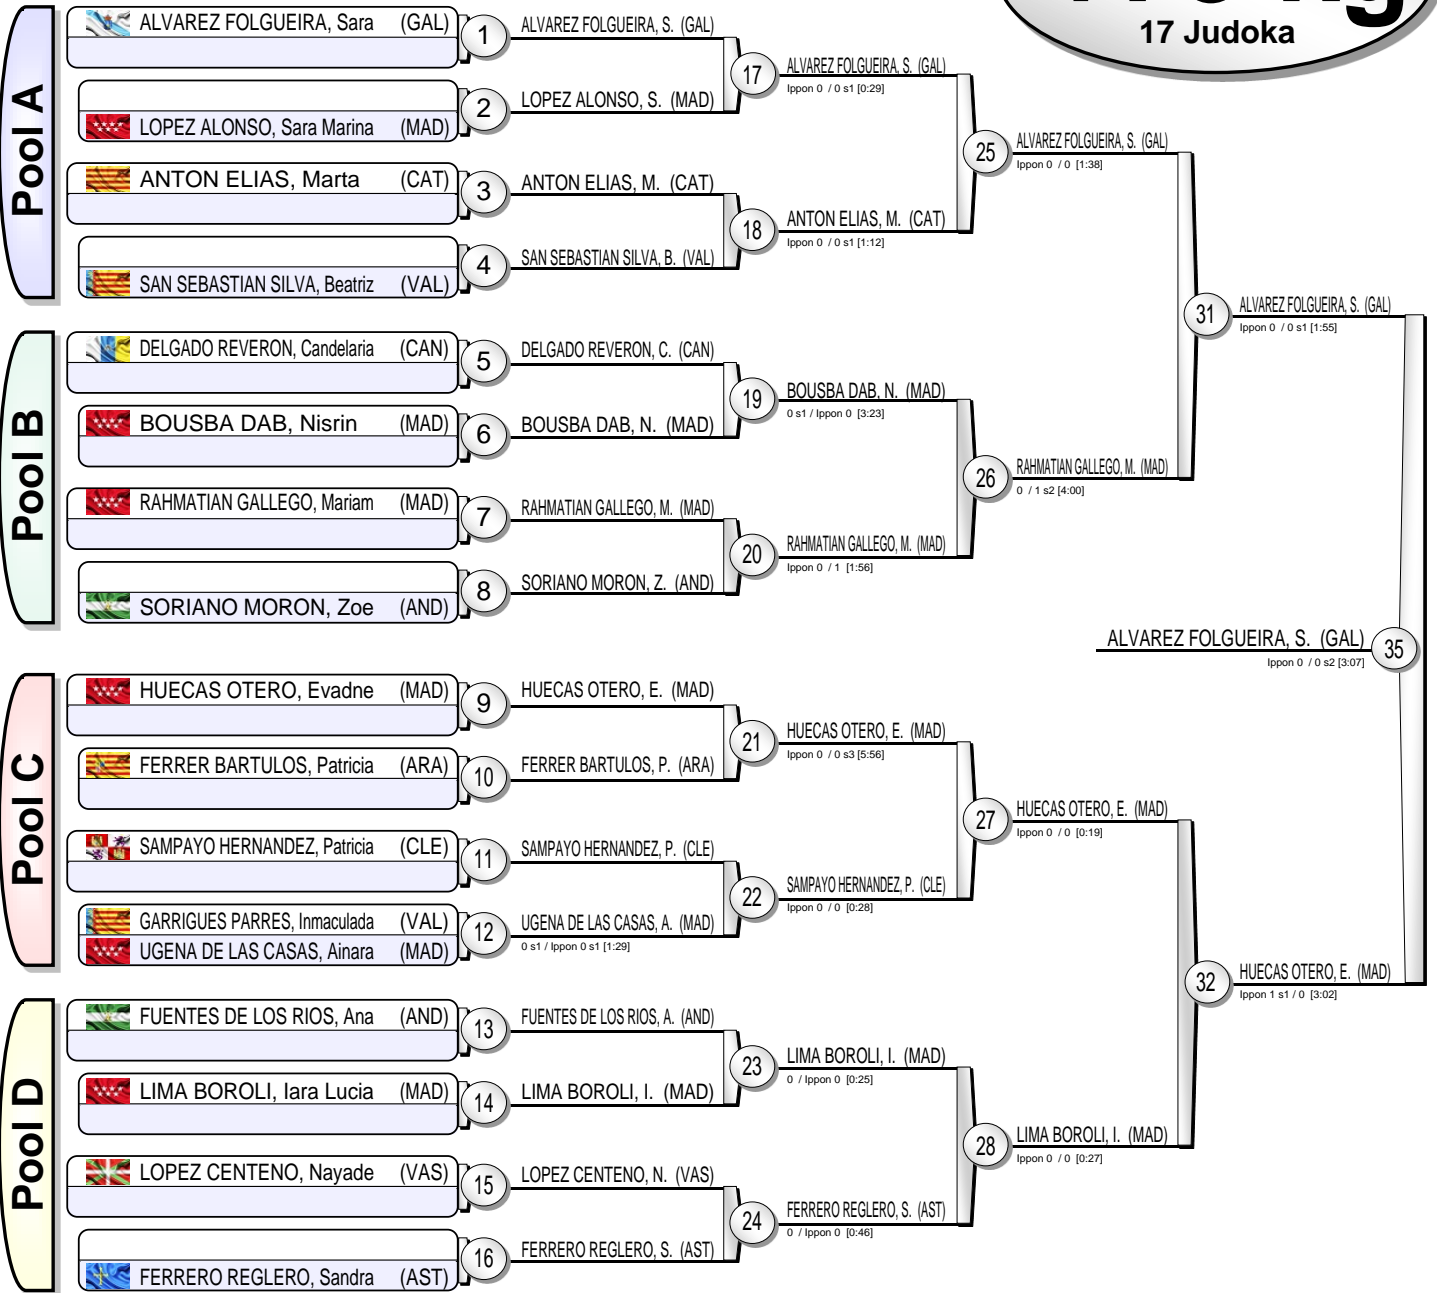 17 Judoka
Pool A
ALVAREZ FOLGUEIRA, Sara (GAL)
1
LOPEZ ALONSO, Sara Marina (MAD)
2
ANTON ELIAS, Marta (CAT)
3
SAN SEBASTIAN SILVA, Beatriz (VAL)
4
Pool B
DELGADO REVERON, Candelaria (CAN)
5
BOUSBA DAB, Nisrin (MAD)
6
RAHMATIAN GALLEGO, Mariam (MAD)
7
SORIANO MORON, Zoe (AND)
8
Pool C
HUECAS OTERO, Evadne (MAD)
9
FERRER BARTULOS, Patricia (ARA)
10
SAMPAYO HERNANDEZ, Patricia (CLE)
11
GARRIGUES PARRES, Inmaculada (VAL)
UGENA DE LAS CASAS, Ainara (MAD)
12
Pool D
FUENTES DE LOS RIOS, Ana (AND)
13
LIMA BOROLI, Iara Lucia (MAD)
14
LOPEZ CENTENO, Nayade (VAS)
15
FERRERO REGLERO, Sandra (AST)
16
ALVAREZ FOLGUEIRA, S. (GAL)
LOPEZ ALONSO, S. (MAD)
17
ANTON ELIAS, M. (CAT)
SAN SEBASTIAN SILVA, B. (VAL)
18
DELGADO REVERON, C. (CAN)
BOUSBA DAB, N. (MAD)
19
RAHMATIAN GALLEGO, M. (MAD)
SORIANO MORON, Z. (AND)
20
HUECAS OTERO, E. (MAD)
FERRER BARTULOS, P. (ARA)
21
SAMPAYO HERNANDEZ, P. (CLE)
UGENA DE LAS CASAS, A. (MAD)
0 s1 / Ippon 0 s1 [1:29]
22
FUENTES DE LOS RIOS, A. (AND)
LIMA BOROLI, I. (MAD)
23
LOPEZ CENTENO, N. (VAS)
FERRERO REGLERO, S. (AST)
24
ALVAREZ FOLGUEIRA, S. (GAL)
Ippon 0 / 0 s1 [0:29]
25
ANTON ELIAS, M. (CAT)
Ippon 0 / 0 s1 [1:12]
BOUSBA DAB, N. (MAD)
0 s1 / Ippon 0 [3:23]
26
RAHMATIAN GALLEGO, M. (MAD)
Ippon 0 / 1 [1:56]
HUECAS OTERO, E. (MAD)
Ippon 0 / 0 s3 [5:56]
27
SAMPAYO HERNANDEZ, P. (CLE)
Ippon 0 / 0 [0:28]
LIMA BOROLI, I. (MAD)
0 / Ippon 0 [0:25]
28
FERRERO REGLERO, S. (AST)
0 / Ippon 0 [0:46]
ALVAREZ FOLGUEIRA, S. (GAL)
Ippon 0 / 0 [1:38]
31
RAHMATIAN GALLEGO, M. (MAD)
0 / 1 s2 [4:00]
HUECAS OTERO, E. (MAD)
Ippon 0 / 0 [0:19]
32
LIMA BOROLI, I. (MAD)
Ippon 0 / 0 [0:27]
ALVAREZ FOLGUEIRA, S. (GAL)
Ippon 0 / 0 s1 [1:55]
HUECAS OTERO, E. (MAD)
Ippon 1 s1 / 0 [3:02]
ALVAREZ FOLGUEIRA, S. (GAL)
35
Ippon 0 / 0 s2 [3:07]